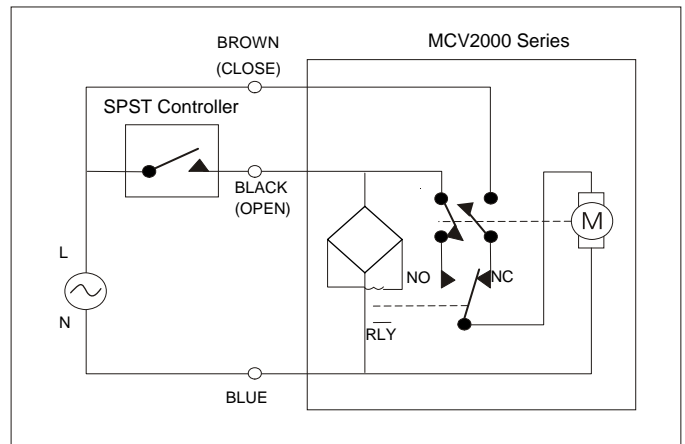 BROWN
(CLOSE)
MCV2000 Series
SPST Controller
BLACK
(OPEN)
L
N
M
NO
NC
RLY
BLUE